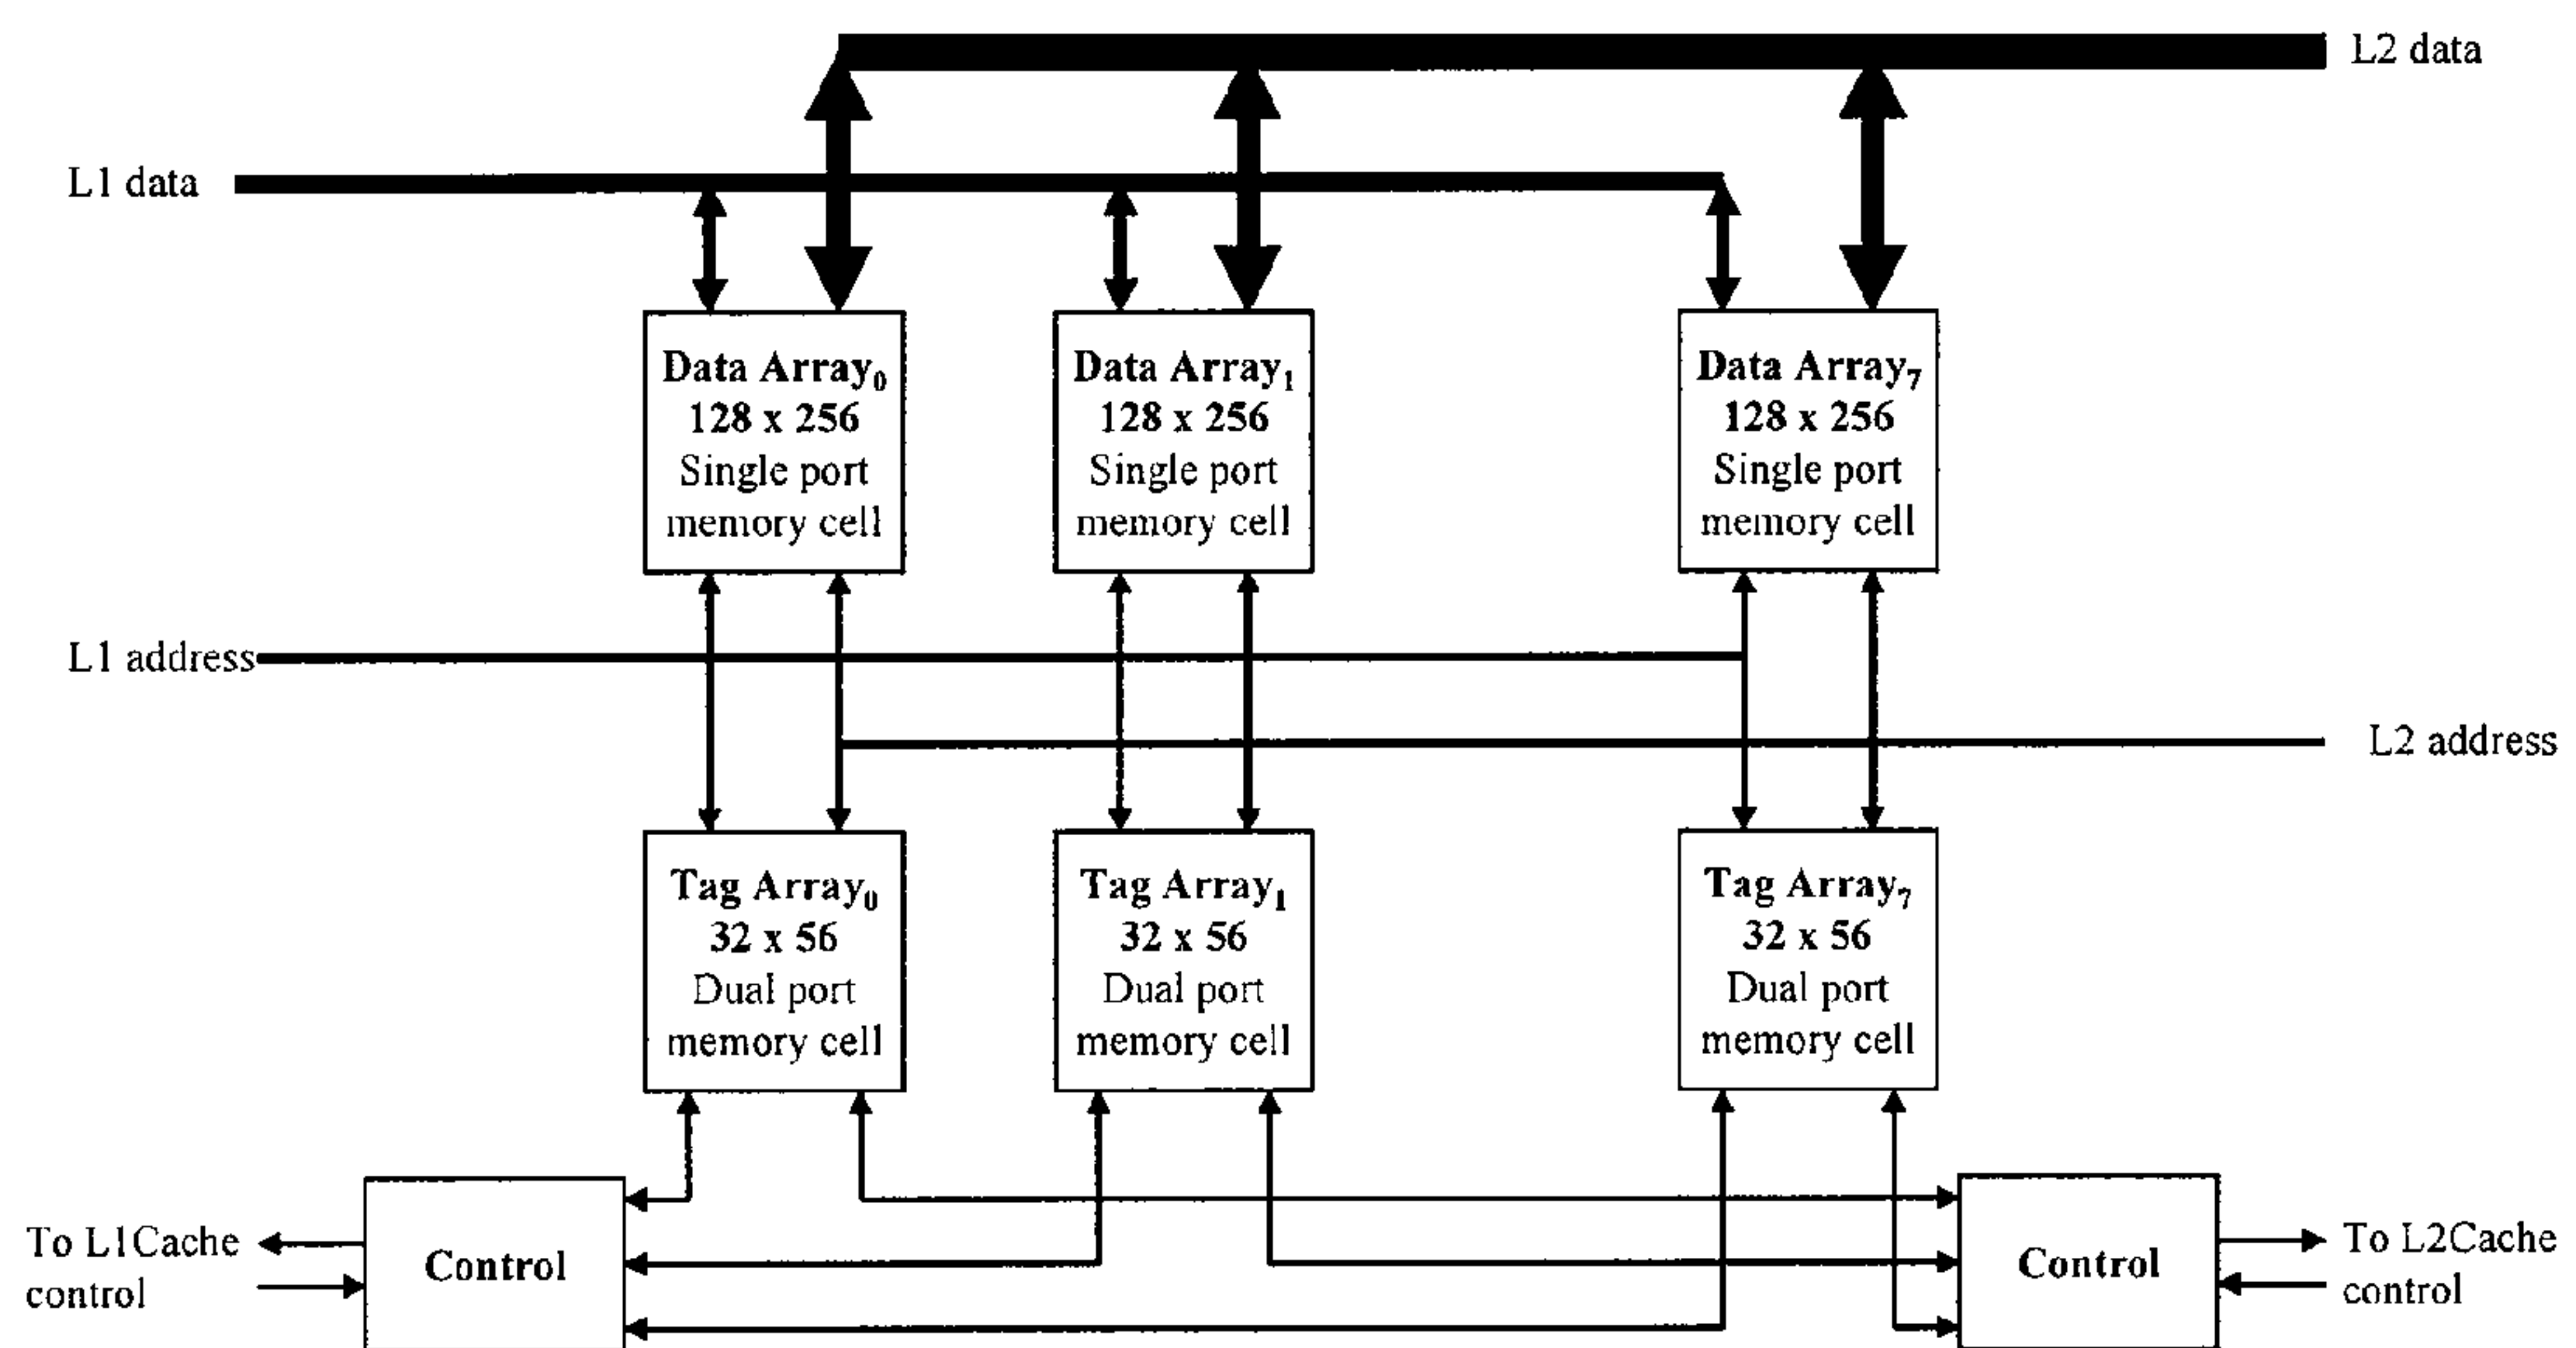 L2 data
L1 data
Data Array₀
128 x 256
Single port
memory cell
Data Array₁
128 x 256
Single port
memory cell
Data Array₇
128 x 256
Single port
memory cell
L1 address
L2 address
Tag Array₀
32 x 56
Dual port
memory cell
Tag Array₁
32 x 56
Dual port
memory cell
Tag Array₇
32 x 56
Dual port
memory cell
To L1Cache
control
Control
Control
To L2Cache
control